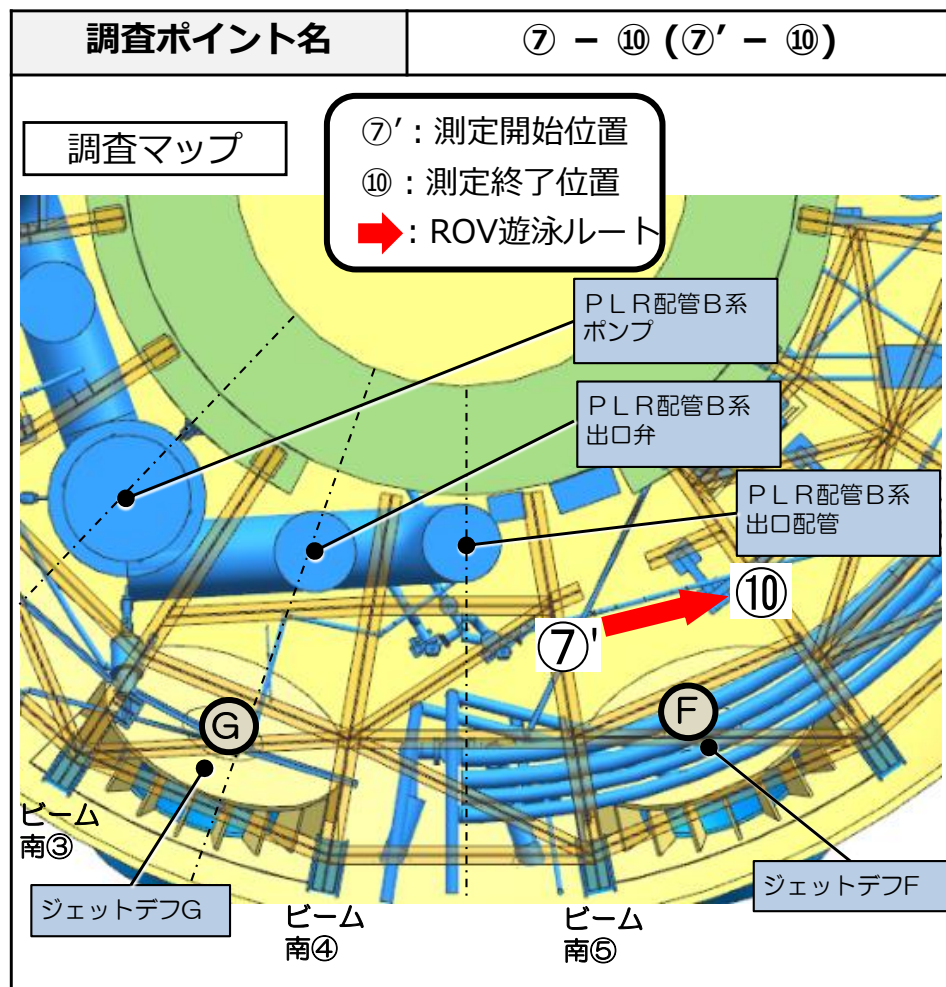 調査ポイント名
⑦ － ⑩ (⑦’ － ⑩)
調査マップ
⑦’：測定開始位置
⑩：測定終了位置
：ROV遊泳ルート
ＰＬＲ配管Ｂ系
ポンプ
ＰＬＲ配管Ｂ系
出口弁
ＰＬＲ配管Ｂ系
出口配管
⑩
⑦'
G
F
ビーム
南③
ジェットデフG
ビーム
南④
ビーム
南⑤
ジェットデフF